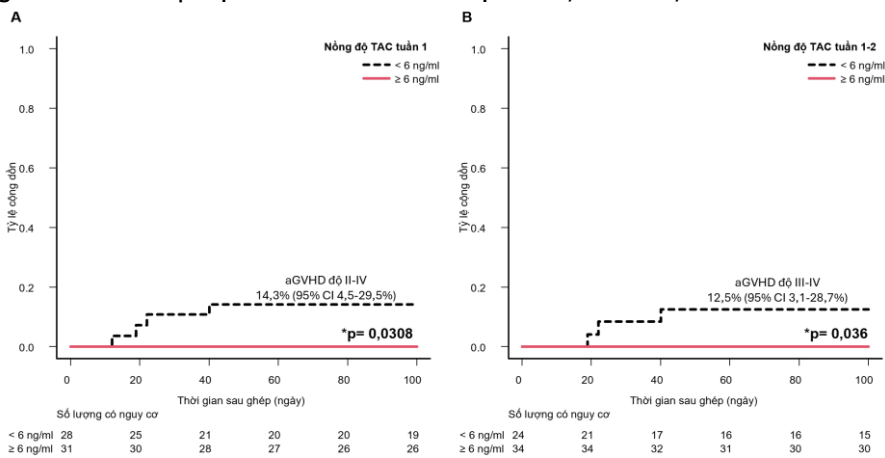 A
Nồng độ TAC tuần 1
< 6 ng/ml
≥ 6 ng/ml
Tỷ lệ cộng dồn
1.0
0.8
0.6
0.4
0.2
0.0
aGVHD độ II-IV
14,3% (95% CI 4,5-29,5%)
*p= 0,0308
0 20 40 60 80 100
Thời gian sau ghép (ngày)
Số lượng có nguy cơ
< 6 ng/ml 28 25 21 20 20 19
≥ 6 ng/ml 31 30 28 27 26 26
B
Nồng độ TAC tuần 1-2
< 6 ng/ml
≥ 6 ng/ml
Tỷ lệ cộng dồn
1.0
0.8
0.6
0.4
0.2
0.0
aGVHD độ III-IV
12,5% (95% CI 3,1-28,7%)
*p= 0,036
0 20 40 60 80 100
Thời gian sau ghép (ngày)
Số lượng có nguy cơ
< 6 ng/ml 24 21 17 16 16 15
≥ 6 ng/ml 34 34 32 31 30 30